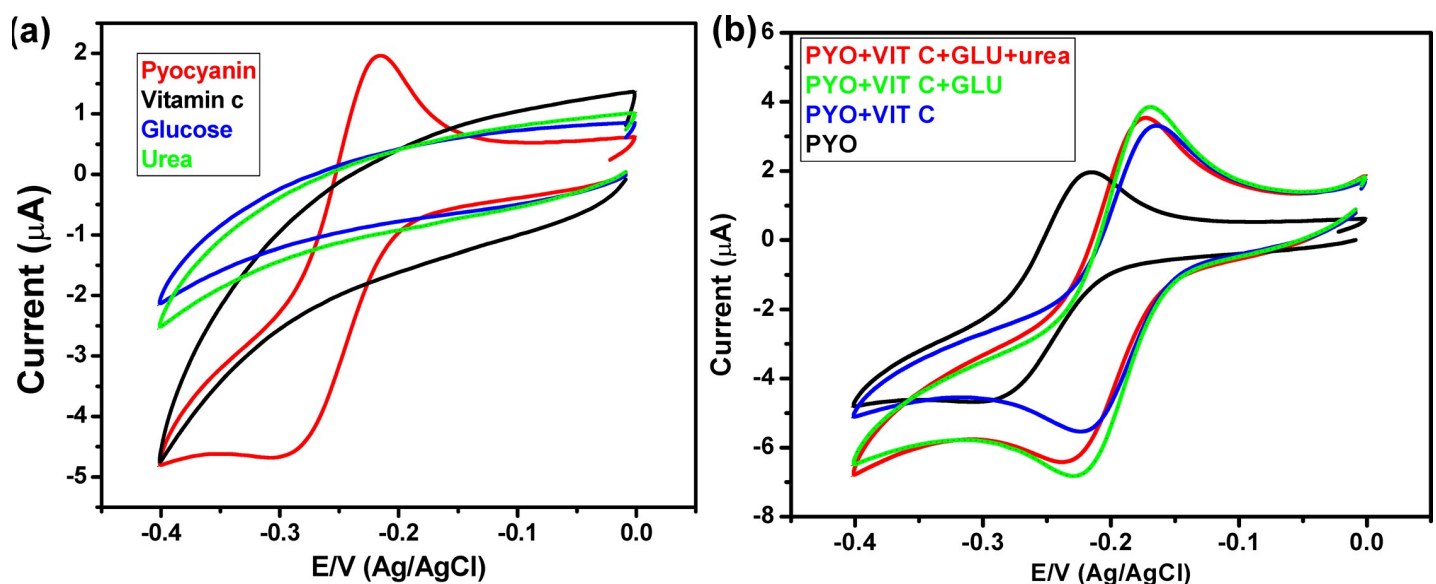 (a)
Pyocyanin
Vitamin c
Glucose
Urea
2
1
0
-1
-2
-3
-4
-5
Current (μA)
-0.4 -0.3 -0.2 -0.1 0.0
E/V (Ag/AgCl)
(b)
PYO+VIT C+GLU+urea
PYO+VIT C+GLU
PYO+VIT C
PYO
6
4
2
0
-2
-4
-6
-8
Current (μA)
-0.4 -0.3 -0.2 -0.1 0.0
E/V (Ag/AgCl)